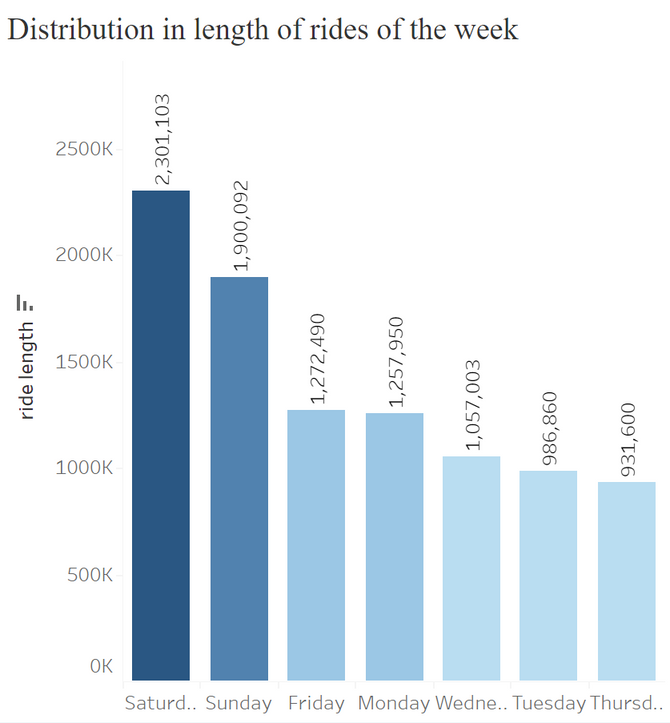 Distribution in length of rides of the week
2,301,103
1,900,092
1,272,490
1,257,950
1,057,003
986,860
931,600
2500K
2000K
1500K
1000K
500K
0K
ride length
Saturd.. Sunday Friday Monday Wedne.. Tuesday Thursd..